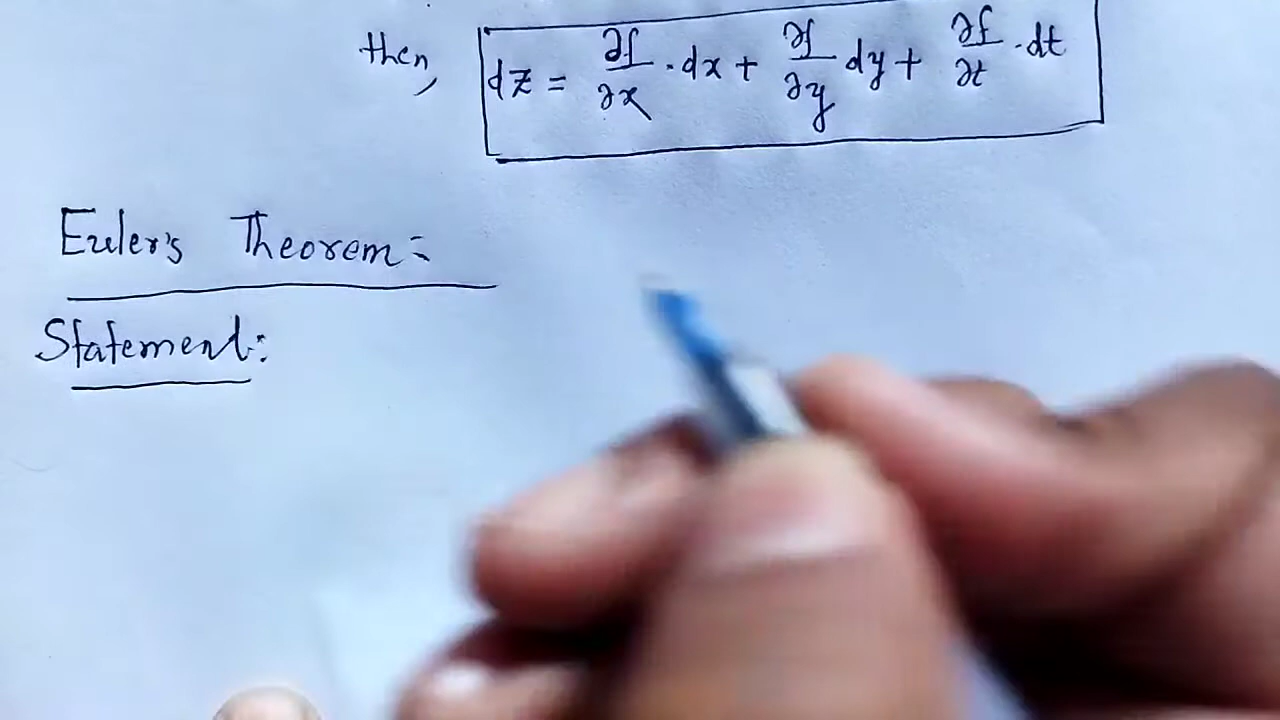 then, dz = ∂f/∂x · dx + ∂f/∂y dy + ∂f/∂t · dt
Euler's Theorem:
Statement: